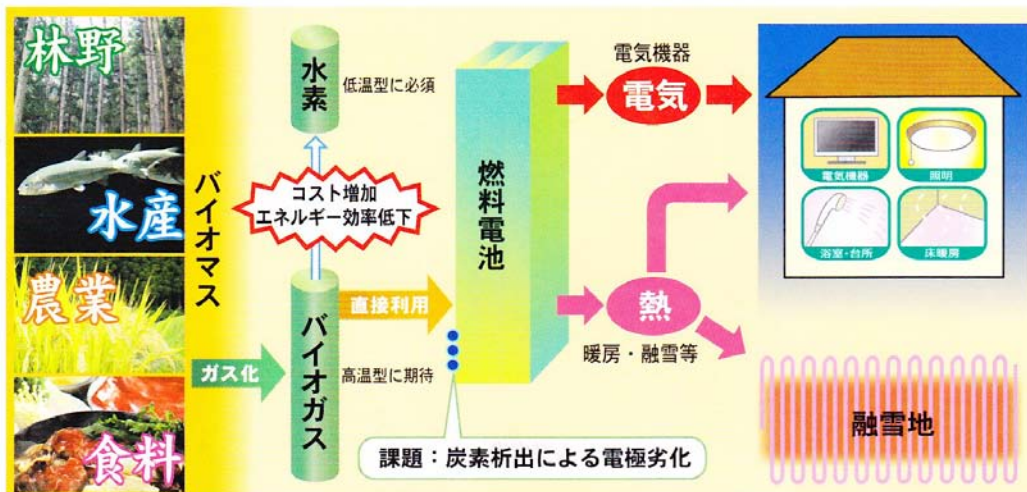 林野
水産
農業
食料
バイオマス
ガス化
水素
低温型に必須
コスト増加
エネルギー効率低下
バイオガス
直接利用
高温型に期待
燃料電池
課題：炭素析出による電極劣化
電気機器
電気
熱
暖房・融雪等
電気機器
照明
浴室・台所
床暖房
融雪地